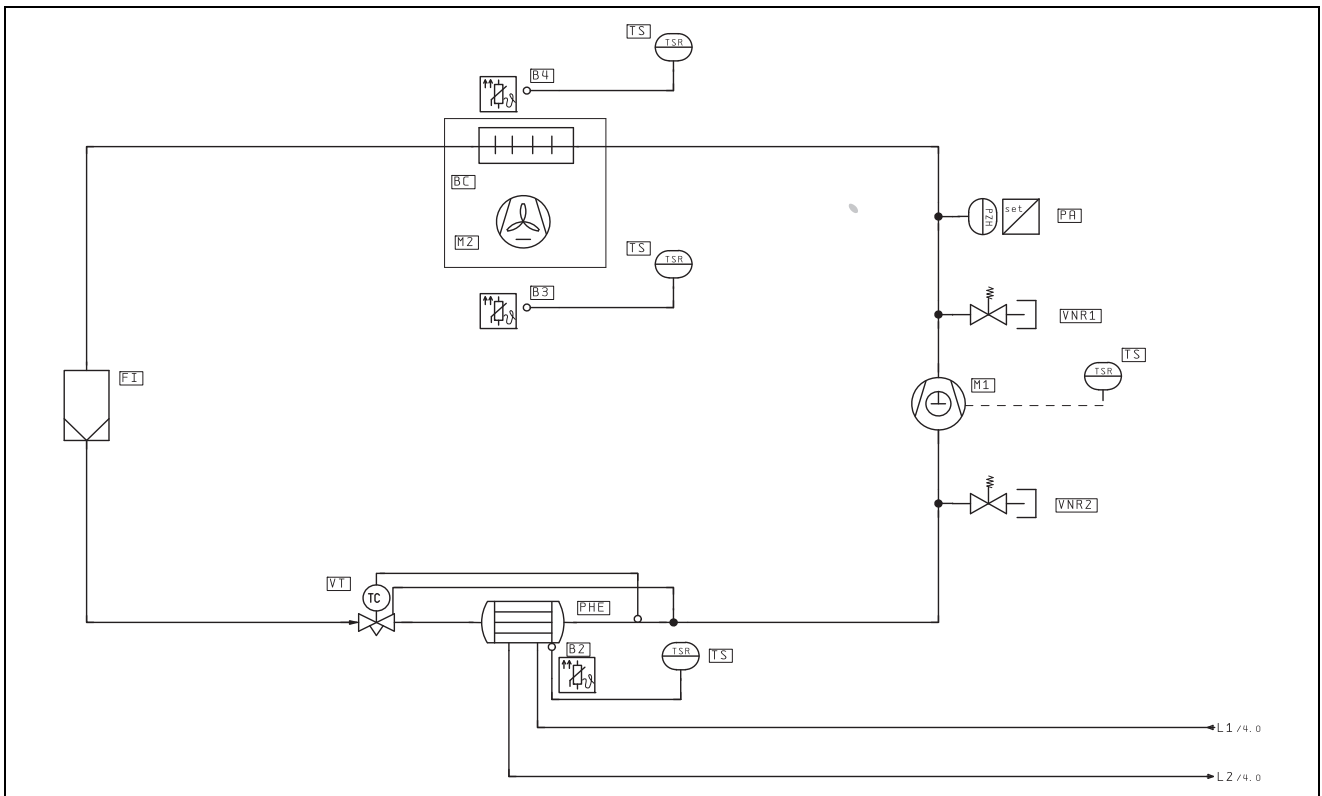 TS
TSR
B4
BC
PZH
set
PA
M2
TS
TSR
B3
VNR1
TS
TSR
FI
M1
VNR2
VT
TC
PHE
B2
TSR
TS
L1/4.0
L2/4.0